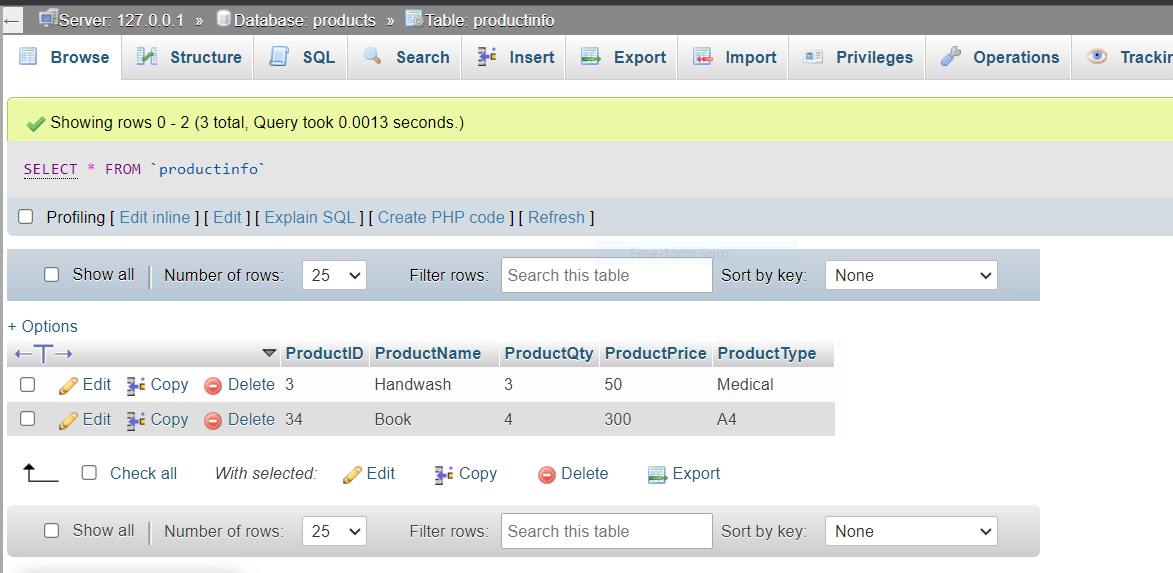 Server: 127.0.0.1 » Database: products » Table: productinfo
Browse Structure SQL Search Insert Export Import Privileges Operations Trackin
Showing rows 0 - 2 (3 total, Query took 0.0013 seconds.)
SELECT * FROM `productinfo`
Profiling [ Edit inline ] [ Edit ] [ Explain SQL ] [ Create PHP code ] [ Refresh ]
Free-form Snip
Show all Number of rows: 25 Filter rows: Search this table Sort by key: None
+ Options
←T→ ProductID ProductName ProductQty ProductPrice ProductType
Edit Copy Delete 3 Handwash 3 50 Medical
Edit Copy Delete 34 Book 4 300 A4
Check all With selected: Edit Copy Delete Export
Show all Number of rows: 25 Filter rows: Search this table Sort by key: None